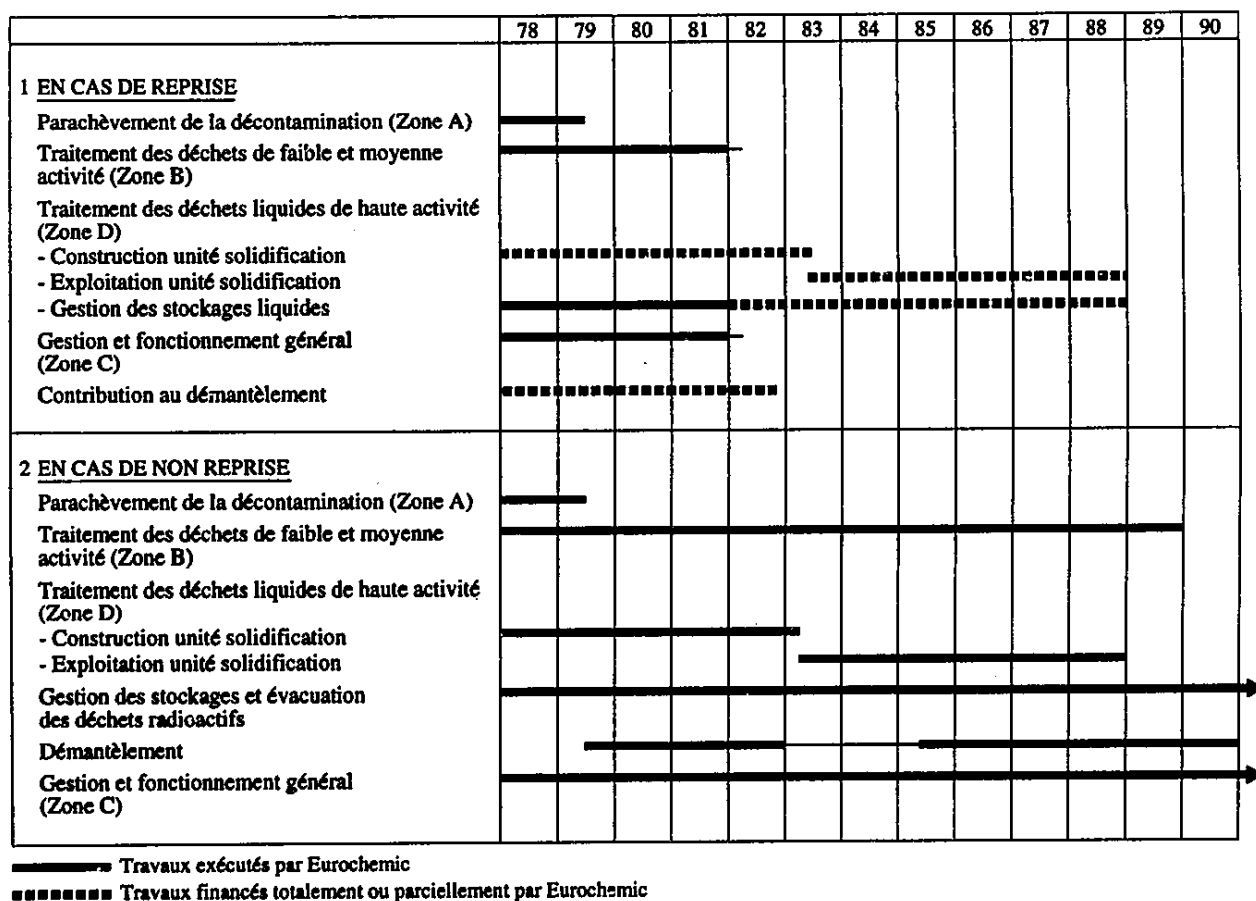 78 79 80 81 82 83 84 85 86 87 88 89 90
1 EN CAS DE REPRISE
Parachèvement de la décontamination (Zone A)
Traitement des déchets de faible et moyenne
activité (Zone B)
Traitement des déchets liquides de haute activité
(Zone D)
- Construction unité solidification
- Exploitation unité solidification
- Gestion des stockages liquides
Gestion et fonctionnement général
(Zone C)
Contribution au démantèlement
2 EN CAS DE NON REPRISE
Parachèvement de la décontamination (Zone A)
Traitement des déchets de faible et moyenne
activité (Zone B)
Traitement des déchets liquides de haute activité
(Zone D)
- Construction unité solidification
- Exploitation unité solidification
Gestion des stockages et évacuation
des déchets radioactifs
Démantèlement
Gestion et fonctionnement général
(Zone C)
Travaux exécutés par Eurochemic
Travaux financés totalement ou parciellement par Eurochemic